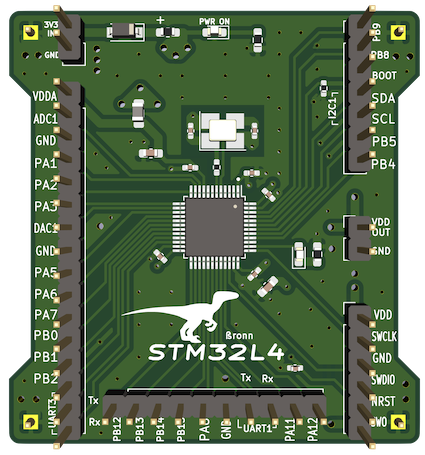 3V3
IN
GND
PWR ON
+
PB9
PB8
BOOT
SDA
SCL
I2C1
PB5
PB4
VDDA
ADC1
GND
PA1
PA2
PA3
DAC1
GND
PA5
PA6
PA7
PB0
PB1
PB2
UART3
Tx
Rx
VDD
OUT
GND
Bronn
STM32L4
VDD
SWCLK
GND
SWDIO
NRST
SWO
Tx Rx
PB12
PB13
PB14
PB15
PA8
GND
UART1
PA11
PA12